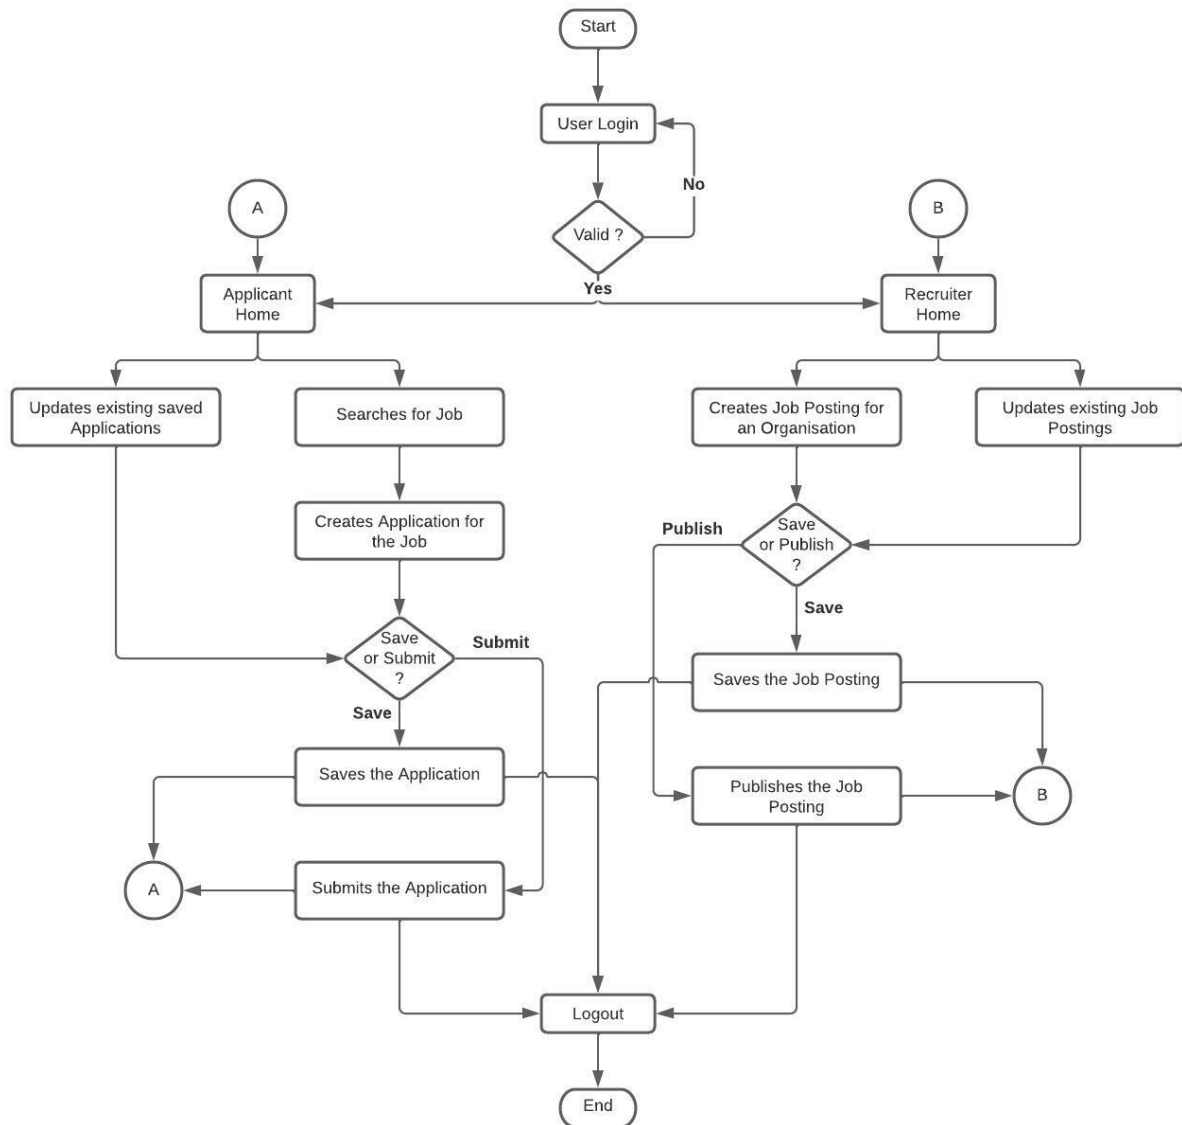 Start
User Login
No
A
B
Valid ?
Yes
Applicant
Home
Recruiter
Home
Updates existing saved
Applications
Searches for Job
Creates Job Posting for
an Organisation
Updates existing Job
Postings
Creates Application for
the Job
Publish
Save
or Publish
?
Save
Save
or Submit
?
Submit
Save
Saves the Job Posting
Saves the Application
Publishes the Job
Posting
B
A
Submits the Application
Logout
End